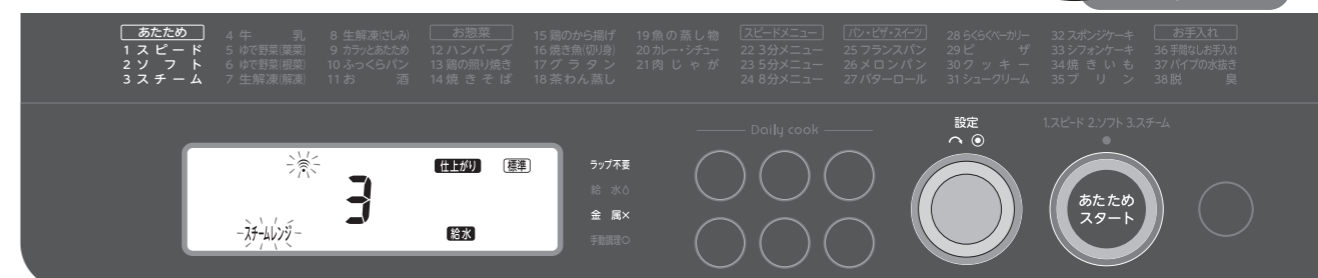 あたため
1 スピード
2 ソフト
3 スチーム
4 牛乳
5 ゆで野菜(葉菜)
6 ゆで野菜(根菜)
7 生解凍(解凍)
8 生解凍(さしみ)
9 カラッとあたため
10 ふっくらパン
11 お酒
お惣菜
12 ハンバーグ
13 鶏の照り焼き
14 焼きそば
15 鶏のから揚げ
16 焼き魚(切り身)
17 グラタン
18 茶わん蒸し
19 魚の蒸し物
20 カレー・シチュー
21 肉じゃが
スピードメニュー
22 3分メニュー
23 5分メニュー
24 8分メニュー
パン・ピザ・スイーツ
25 フランスパン
26 メロンパン
27 バターロール
28 らくらくベーカリー
29 ピザ
30 クッキー
31 シュークリーム
32 スポンジケーキ
33 シフォンケーキ
34 焼きいも
35 プリン
お手入れ
36 手間なしお手入れ
37 パイプの水抜き
38 脱臭
仕上がり 標準
3
スチームレンジ
給水
ラップ不要
給水
金属×
手動調理○
Daily cook
設定
1.スピード 2.ソフト 3.スチーム
あたため
スタート